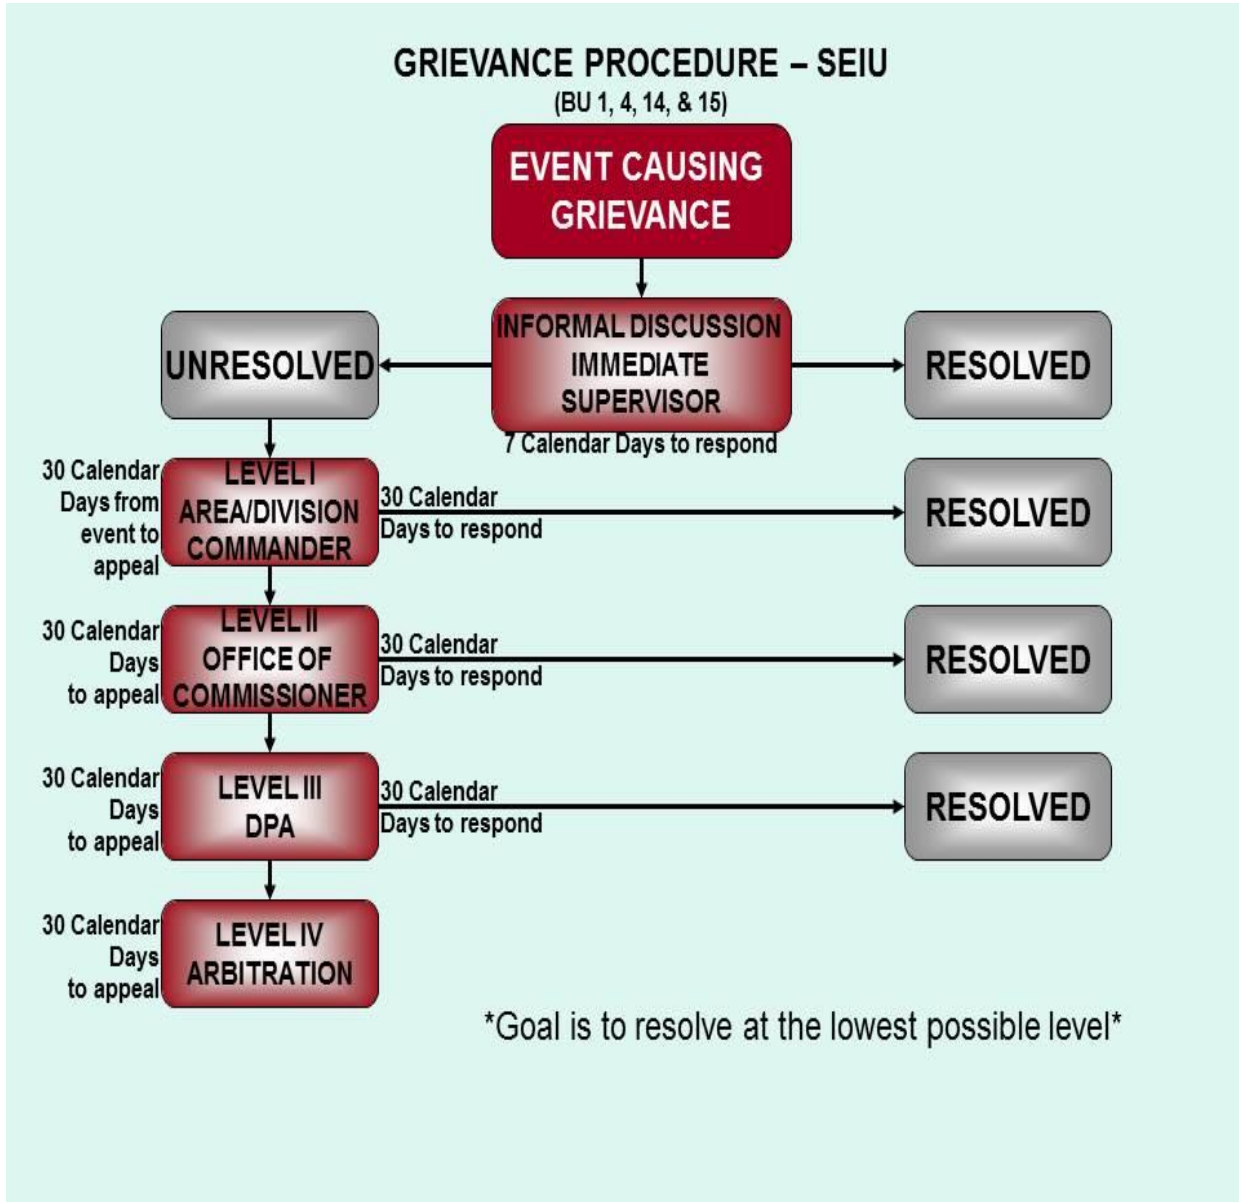 GRIEVANCE PROCEDURE – SEIU
(BU 1, 4, 14, & 15)
EVENT CAUSING
GRIEVANCE
UNRESOLVED
INFORMAL DISCUSSION
IMMEDIATE
SUPERVISOR
7 Calendar Days to respond
RESOLVED
30 Calendar
Days from
event to
appeal
LEVEL I
AREA/DIVISION
COMMANDER
30 Calendar
Days to respond
RESOLVED
30 Calendar
Days
to appeal
LEVEL II
OFFICE OF
COMMISSIONER
30 Calendar
Days to respond
RESOLVED
30 Calendar
Days
to appeal
LEVEL III
DPA
30 Calendar
Days to respond
RESOLVED
30 Calendar
Days
to appeal
LEVEL IV
ARBITRATION
*Goal is to resolve at the lowest possible level*